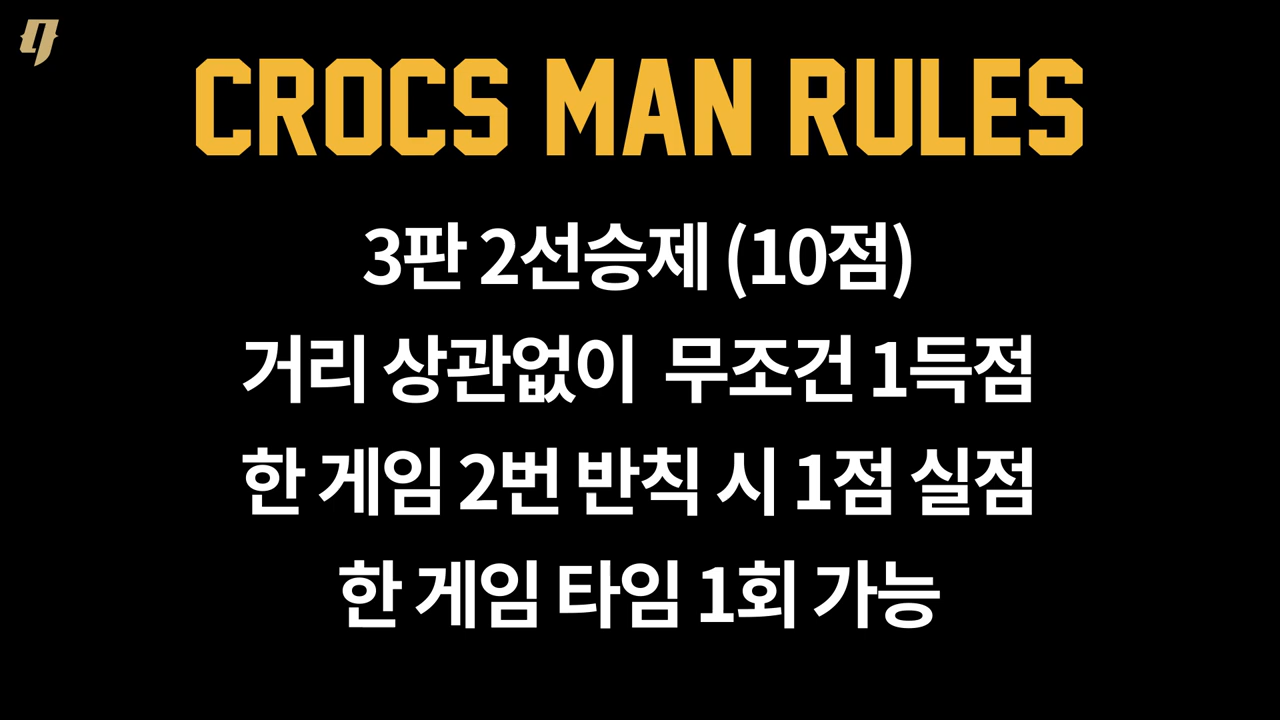 CROCS MAN RULES
3판 2선승제 (10점)
거리 상관없이 무조건 1득점
한 게임 2번 반칙 시 1점 실점
한 게임 타임 1회 가능